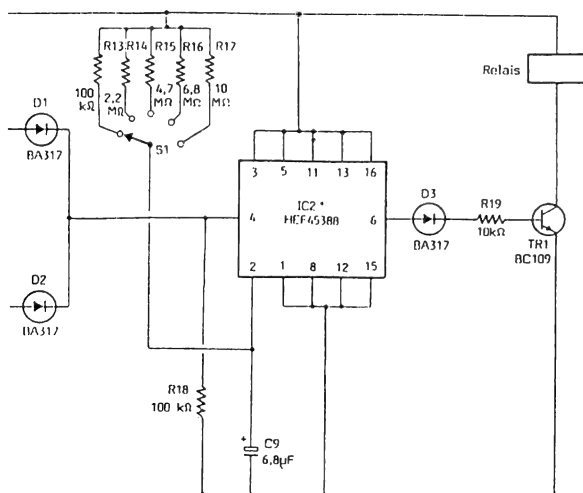 R13 R14 R15 R16 R17
100
kΩ
2,2
MΩ
4,7
MΩ
6,8
MΩ
10
MΩ
S1
Relais
D1
BA317
3 5 11 13 16
IC2*
HEF4538B
4
6
2 1 8 12 15
D3
BA317
R19
10kΩ
TR1
BC109
D2
BA317
R18
100 kΩ
+
C9
6,8µF